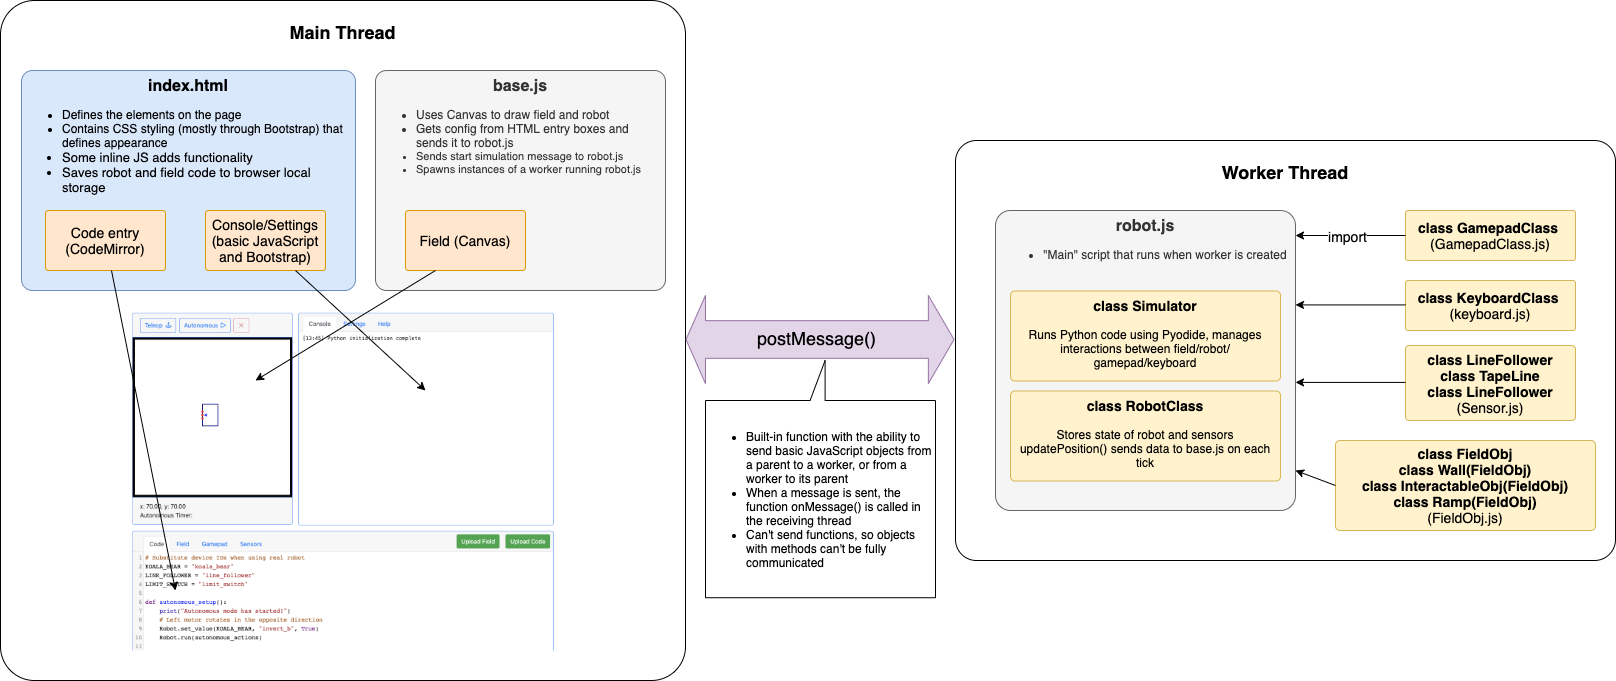 Main Thread
index.html
Defines the elements on the page
Contains CSS styling (mostly through Bootstrap) that
defines appearance
Some inline JS adds functionality
Saves robot and field code to browser local
storage
Code entry
(CodeMirror)
Console/Settings
(basic JavaScript
and Bootstrap)
base.js
Uses Canvas to draw field and robot
Gets config from HTML entry boxes and
sends it to robot.js
Sends start simulation message to robot.js
Spawns instances of a worker running robot.js
Field (Canvas)
Teleop
Autonomous
x: 70.00, y: 70.00
Autonomous Timer:
Console Settings Help
[13:45] Python initialization complete
Code Field Gamepad Sensors
Upload Field Upload Code
1 # Substitute device IDs when using real robot
2 KOALA_BEAR = "koala_bear"
3 LINE_FOLLOWER = "line_follower"
4 LIMIT_SWITCH = "limit_switch"
5
6 def autonomous_setup():
7 print("Autonomous mode has started!")
8 # Left motor rotates in the opposite direction
9 Robot.set_value(KOALA_BEAR, "invert_b", True)
10 Robot.run(autonomous_actions)
11
postMessage()
Built-in function with the ability to
send basic JavaScript objects from
a parent to a worker, or from a
worker to its parent
When a message is sent, the
function onMessage() is called in
the receiving thread
Can't send functions, so objects
with methods can't be fully
communicated
Worker Thread
robot.js
"Main" script that runs when worker is created
class Simulator
Runs Python code using Pyodide, manages
interactions between field/robot/
gamepad/keyboard
class RobotClass
Stores state of robot and sensors
updatePosition() sends data to base.js on each
tick
import
class GamepadClass
(GamepadClass.js)
class KeyboardClass
(keyboard.js)
class LineFollower
class TapeLine
class LineFollower
(Sensor.js)
class FieldObj
class Wall(FieldObj)
class InteractableObj(FieldObj)
class Ramp(FieldObj)
(FieldObj.js)